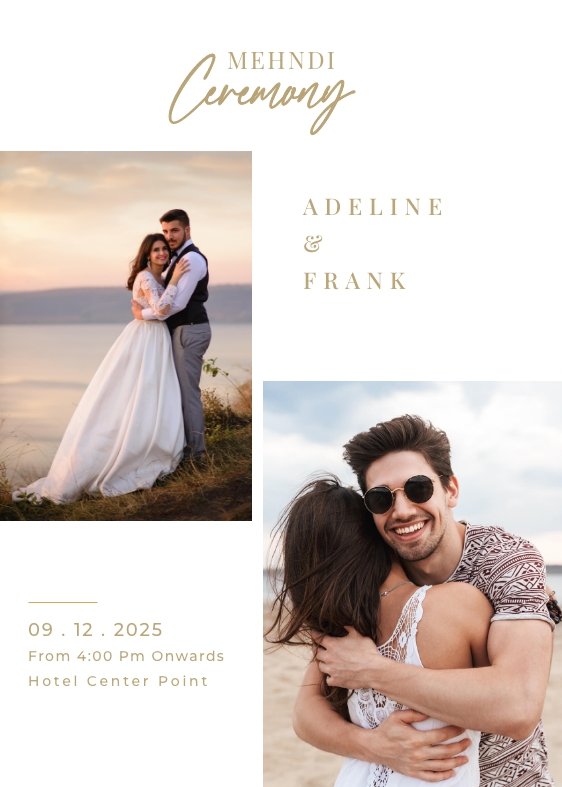 MEHNDI
Ceremony
ADELINE
&
FRANK
09 . 12 . 2025
From 4:00 Pm Onwards
Hotel Center Point